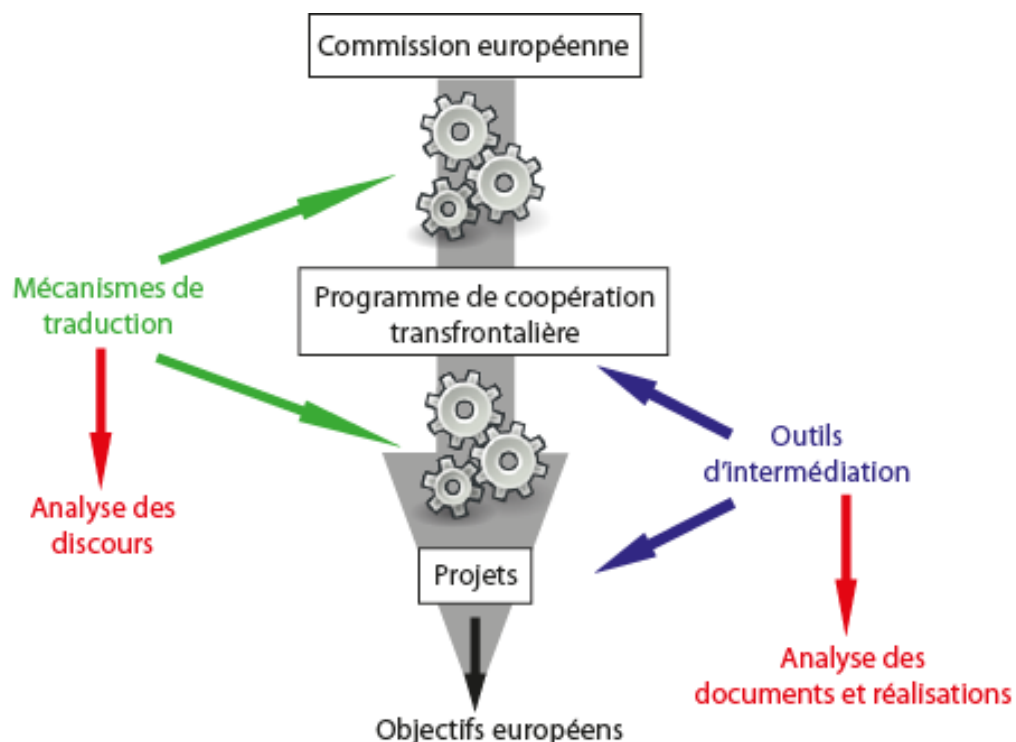 Commission européenne
Mécanismes de
traduction
Programme de coopération
transfrontalière
Outils
d'intermédiation
Analyse des
discours
Projets
Analyse des
documents et réalisations
Objectifs européens